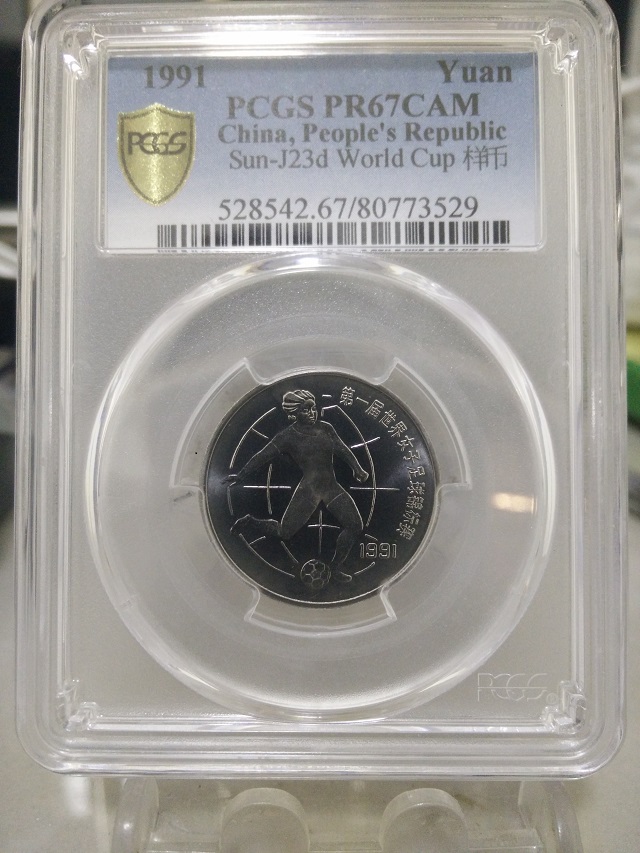 1991 Yuan
PCGS PR67CAM
PCGS
China, People's Republic
Sun-J23d World Cup 样币
528542.67/80773529
第一届世界女子足球锦标赛
1991
PCGS